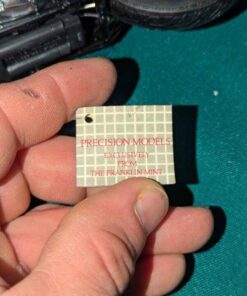 PRECISION MODELS
EXCLUSIVELY
FROM
THE FRANKLIN MINT